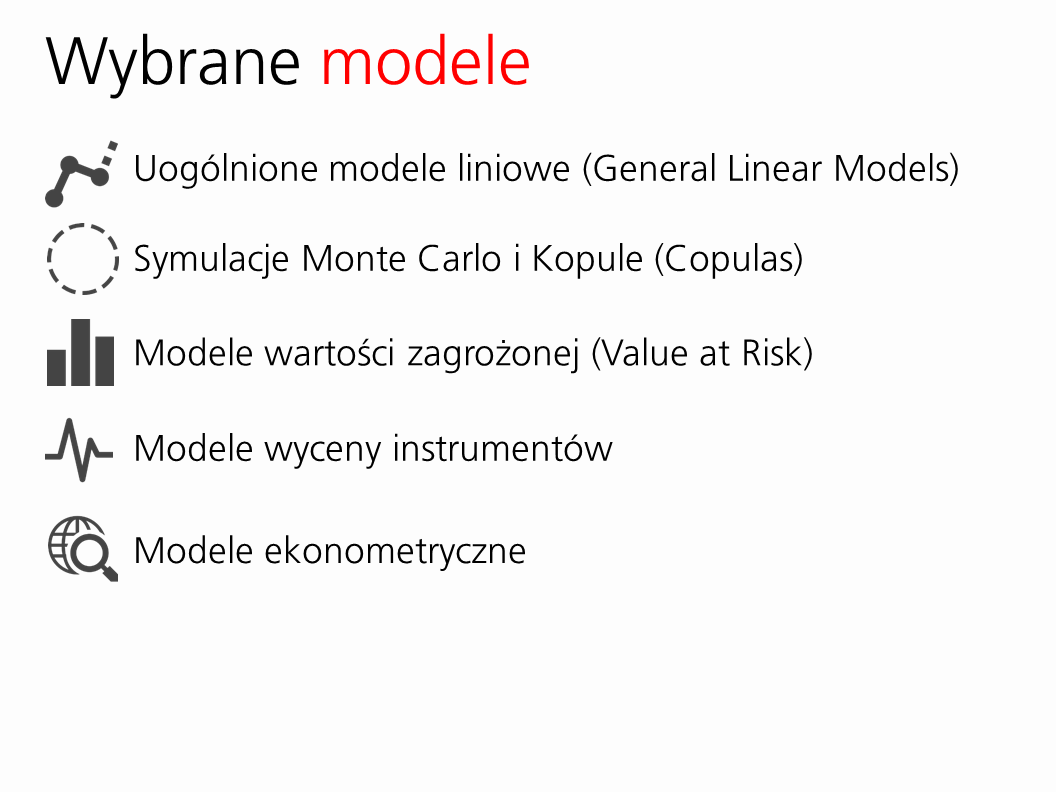 Wybrane modele
Uogólnione modele liniowe (General Linear Models)
Symulacje Monte Carlo i Kopule (Copulas)
Modele wartości zagrożonej (Value at Risk)
Modele wyceny instrumentów
Modele ekonometryczne